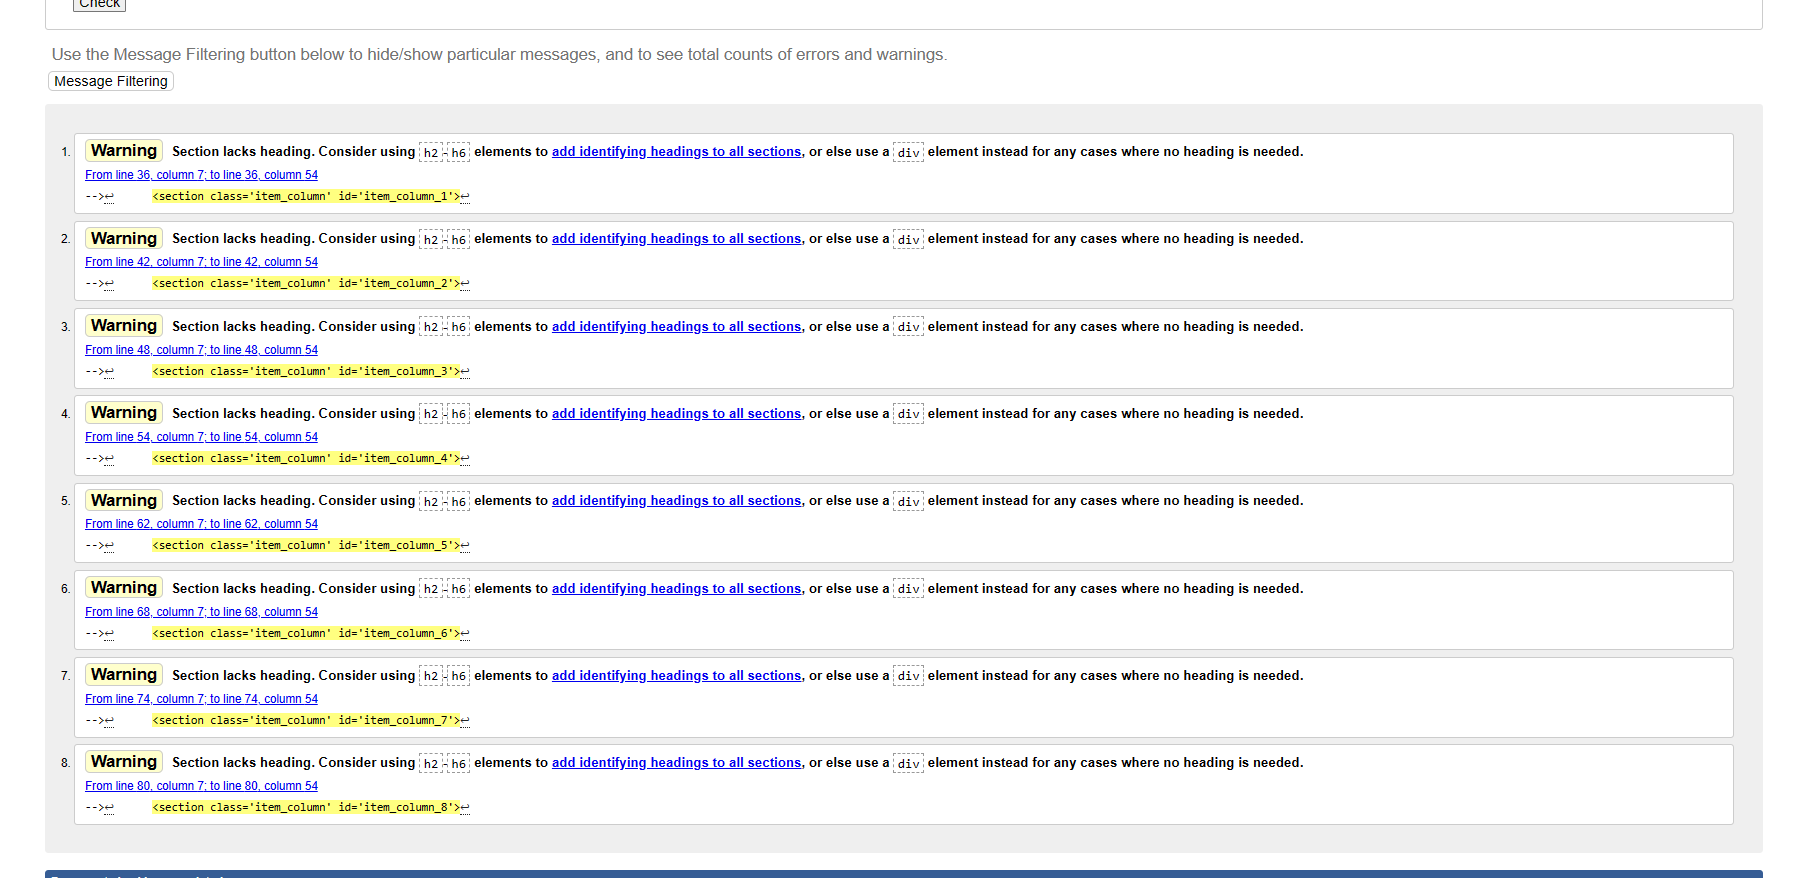 Check
Use the Message Filtering button below to hide/show particular messages, and to see total counts of errors and warnings.
Message Filtering
1. Warning Section lacks heading. Consider using h2-h6 elements to add identifying headings to all sections, or else use a div element instead for any cases where no heading is needed.
From line 36, column 7; to line 36, column 54
-->↩ <section class='item_column' id='item_column_1'>↩
2. Warning Section lacks heading. Consider using h2-h6 elements to add identifying headings to all sections, or else use a div element instead for any cases where no heading is needed.
From line 42, column 7; to line 42, column 54
-->↩ <section class='item_column' id='item_column_2'>↩
3. Warning Section lacks heading. Consider using h2-h6 elements to add identifying headings to all sections, or else use a div element instead for any cases where no heading is needed.
From line 48, column 7; to line 48, column 54
-->↩ <section class='item_column' id='item_column_3'>↩
4. Warning Section lacks heading. Consider using h2-h6 elements to add identifying headings to all sections, or else use a div element instead for any cases where no heading is needed.
From line 54, column 7; to line 54, column 54
-->↩ <section class='item_column' id='item_column_4'>↩
5. Warning Section lacks heading. Consider using h2-h6 elements to add identifying headings to all sections, or else use a div element instead for any cases where no heading is needed.
From line 62, column 7; to line 62, column 54
-->↩ <section class='item_column' id='item_column_5'>↩
6. Warning Section lacks heading. Consider using h2-h6 elements to add identifying headings to all sections, or else use a div element instead for any cases where no heading is needed.
From line 68, column 7; to line 68, column 54
-->↩ <section class='item_column' id='item_column_6'>↩
7. Warning Section lacks heading. Consider using h2-h6 elements to add identifying headings to all sections, or else use a div element instead for any cases where no heading is needed.
From line 74, column 7; to line 74, column 54
-->↩ <section class='item_column' id='item_column_7'>↩
8. Warning Section lacks heading. Consider using h2-h6 elements to add identifying headings to all sections, or else use a div element instead for any cases where no heading is needed.
From line 80, column 7; to line 80, column 54
-->↩ <section class='item_column' id='item_column_8'>↩